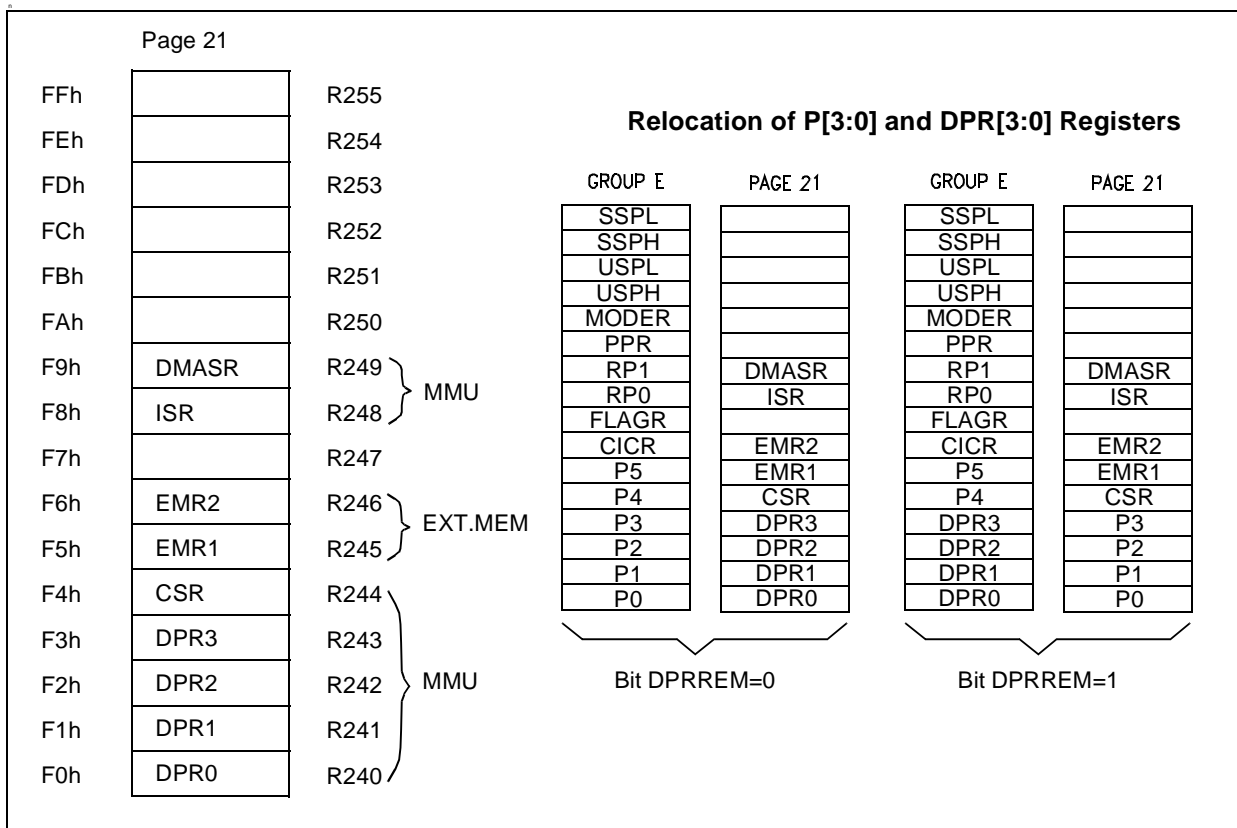 Page 21
FFh R255
FEh R254
FDh R253
FCh R252
FBh R251
FAh R250
F9h DMASR R249
F8h ISR R248
MMU
F7h R247
F6h EMR2 R246
F5h EMR1 R245
EXT.MEM
F4h CSR R244
F3h DPR3 R243
F2h DPR2 R242
F1h DPR1 R241
F0h DPR0 R240
MMU
Relocation of P[3:0] and DPR[3:0] Registers
GROUP E PAGE 21 GROUP E PAGE 21
SSPL SSPL
SSPH SSPH
USPL USPL
USPH USPH
MODER MODER
PPR PPR
RP1 DMASR RP1 DMASR
RP0 ISR RP0 ISR
FLAGR FLAGR
CICR EMR2 CICR EMR2
P5 EMR1 P5 EMR1
P4 CSR P4 CSR
P3 DPR3 DPR3 P3
P2 DPR2 DPR2 P2
P1 DPR1 DPR1 P1
P0 DPR0 DPR0 P0
Bit DPRREM=0 Bit DPRREM=1